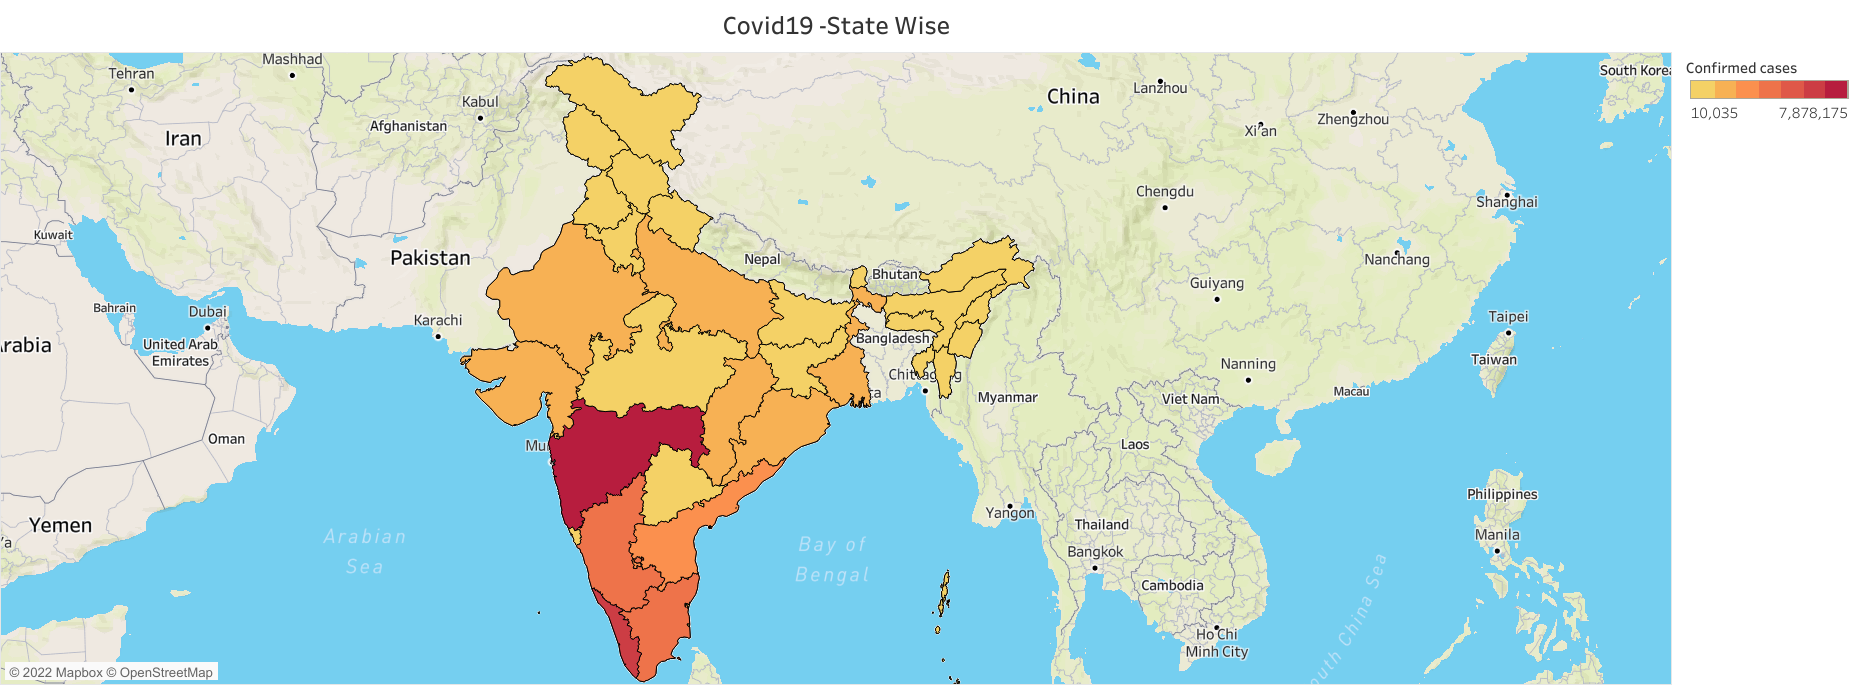 Covid19 -State Wise
Confirmed cases
10,035
7,878,175
Tehran
Mashhad
Kabul
Afghanistan
Iran
China
Lanzhou
Xi'an
Zhengzhou
South Korea
Chengdu
Shanghai
Kuwait
Pakistan
Nepal
Bhutan
Nanchang
Guiyang
Bahrain
Dubai
Karachi
United Arab
Emirates
Taipei
Taiwan
Bangladesh
Nanning
Macau
Myanmar
Viet Nam
Oman
Laos
Yemen
Yangon
Thailand
Philippines
Manila
Arabian
Sea
Bay of
Bengal
Bangkok
Cambodia
Ho Chi
Minh City
© 2022 Mapbox © OpenStreetMap